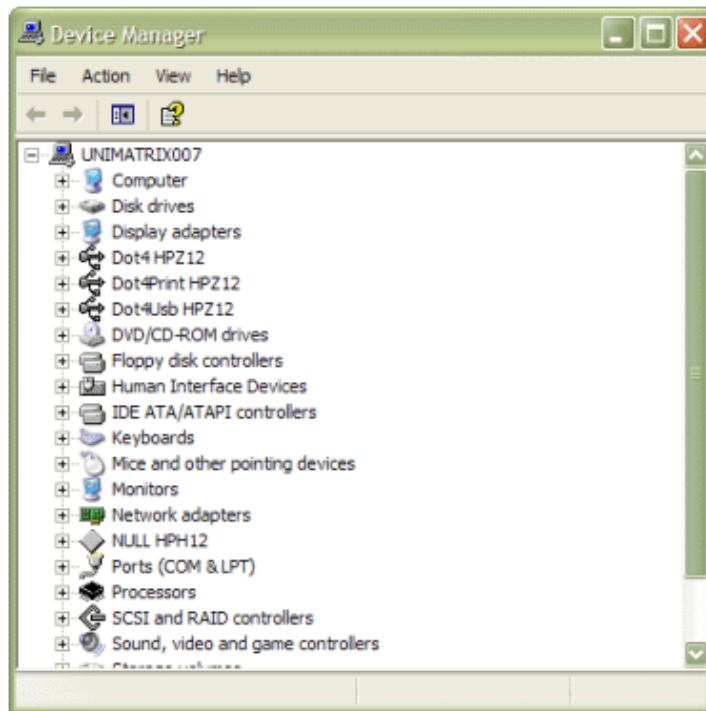 Device Manager
File Action View Help
UNIMATRIX007
Computer
Disk drives
Display adapters
Dot4 HPZ12
Dot4Print HPZ12
Dot4Usb HPZ12
DVD/CD-ROM drives
Floppy disk controllers
Human Interface Devices
IDE ATA/ATAPI controllers
Keyboards
Mice and other pointing devices
Monitors
Network adapters
NULL HPH12
Ports (COM & LPT)
Processors
SCSI and RAID controllers
Sound, video and game controllers
Storage volumes